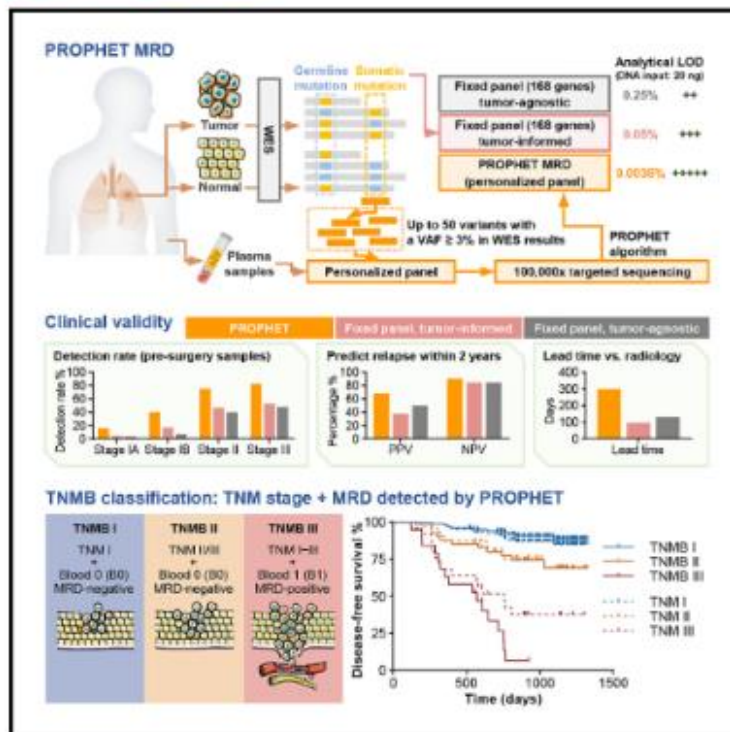 PROPHET MRD
Tumor
Normal
WES
Plasma
samples
Germline
mutation
Somatic
mutation
Up to 50 variants with
a VAF ≥ 3% in WES results
Personalized panel
100,000x targeted sequencing
PROPHET
algorithm
Fixed panel (168 genes)
tumor-agnostic
Fixed panel (168 genes)
tumor-informed
PROPHET MRD
(personalized panel)
Analytical LOD
(DNA input: 20 ng)
0.25% ++
0.05% +++
+++++
Clinical validity
PROPHET
Fixed panel, tumor-informed
Fixed panel, tumor-agnostic
Detection rate (pre-surgery samples)
Detection rate %
100
80
60
40
20
0
Stage IA
Stage IB
Stage II
Stage III
Predict relapse within 2 years
Percentage %
100
80
60
40
20
0
PPV
NPV
Lead time vs. radiology
Days
400
300
200
100
0
Lead time
TNMB classification: TNM stage + MRD detected by PROPHET
TNMB I
TNM I
+
Blood 0 (B0)
MRD-negative
TNMB II
TNM II/III
+
Blood 0 (B0)
MRD-negative
TNMB III
TNM I–III
+
Blood 1 (B1)
MRD-positive
Disease-free survival %
100
75
50
25
0
0
500
1000
1500
Time (days)
TNMB I
TNMB II
TNMB III
TNM I
TNM II
TNM III